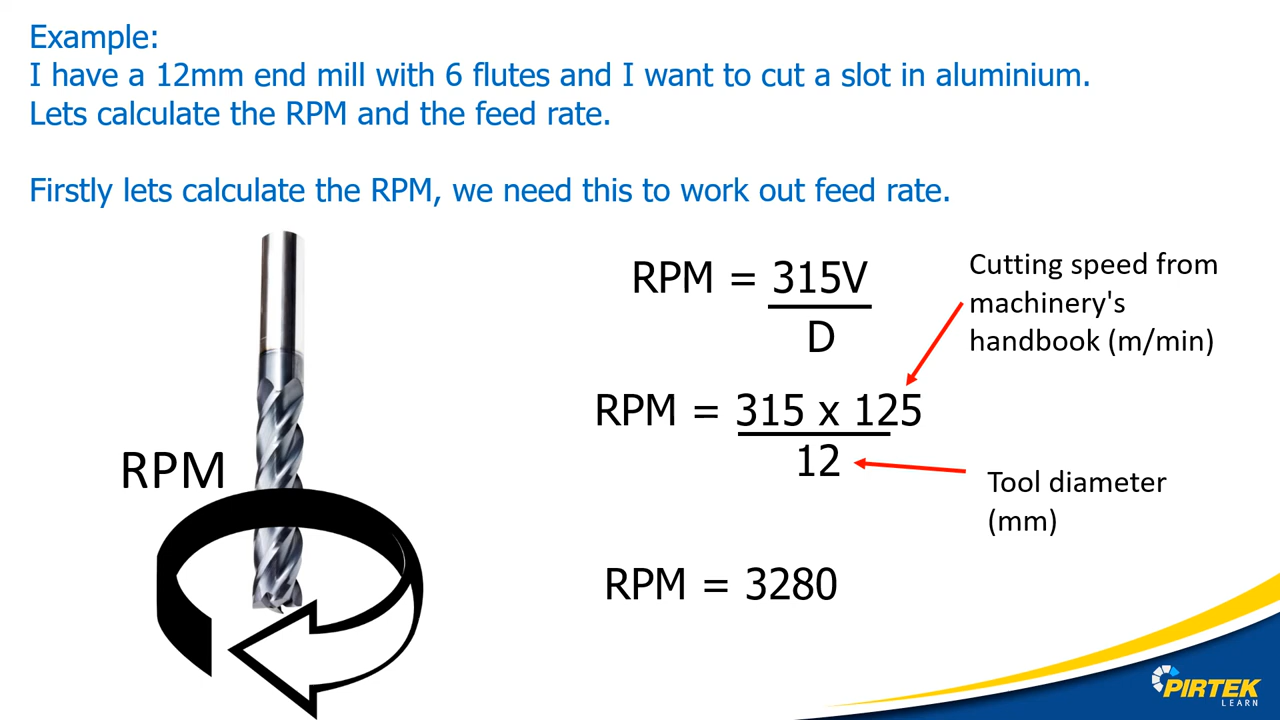 Example:
I have a 12mm end mill with 6 flutes and I want to cut a slot in aluminium.
Lets calculate the RPM and the feed rate.
Firstly lets calculate the RPM, we need this to work out feed rate.
RPM = 315V
D
Cutting speed from
machinery's
handbook (m/min)
RPM = 315 x 125
12
Tool diameter
(mm)
RPM
RPM = 3280
PIRTEK
LEARN